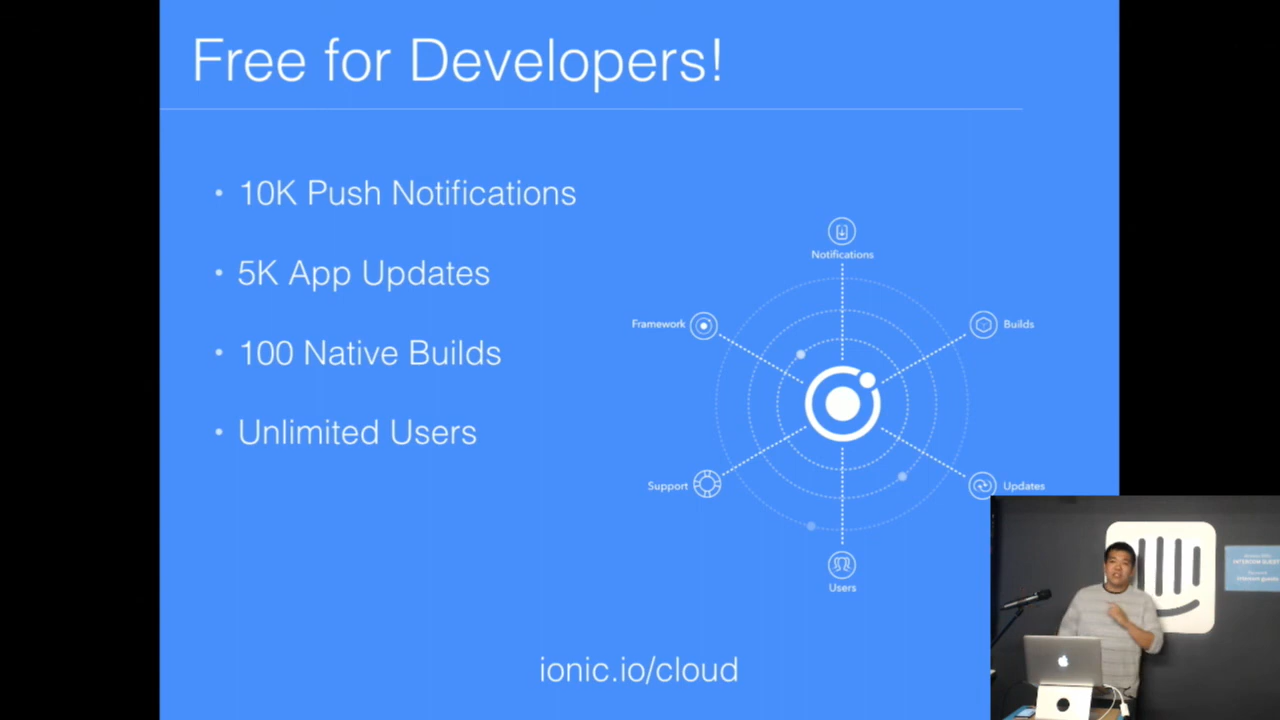 Free for Developers!
• 10K Push Notifications
• 5K App Updates
• 100 Native Builds
• Unlimited Users
Notifications
Framework
Builds
Support
Updates
Users
ionic.io/cloud